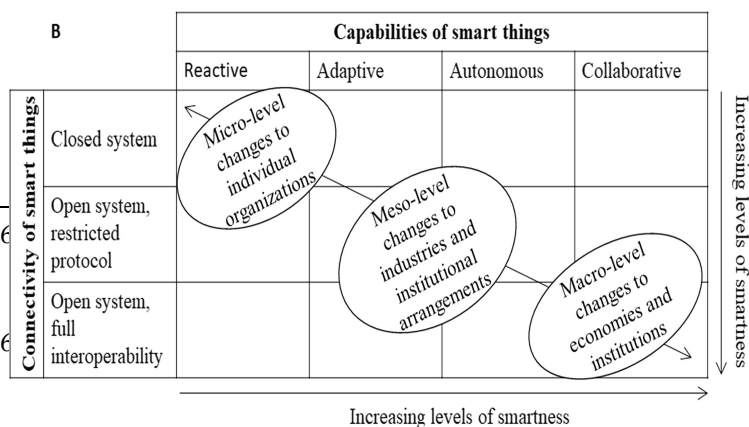 B
Capabilities of smart things
Reactive
Adaptive
Autonomous
Collaborative
Connectivity of smart things
Closed system
Open system,
restricted
protocol
Open system,
full
interoperability
Micro-level
changes to
individual
organizations
Meso-level
changes to
industries and
institutional
arrangements
Macro-level
changes to
economies and
institutions
Increasing levels of smartness
Increasing levels of smartness